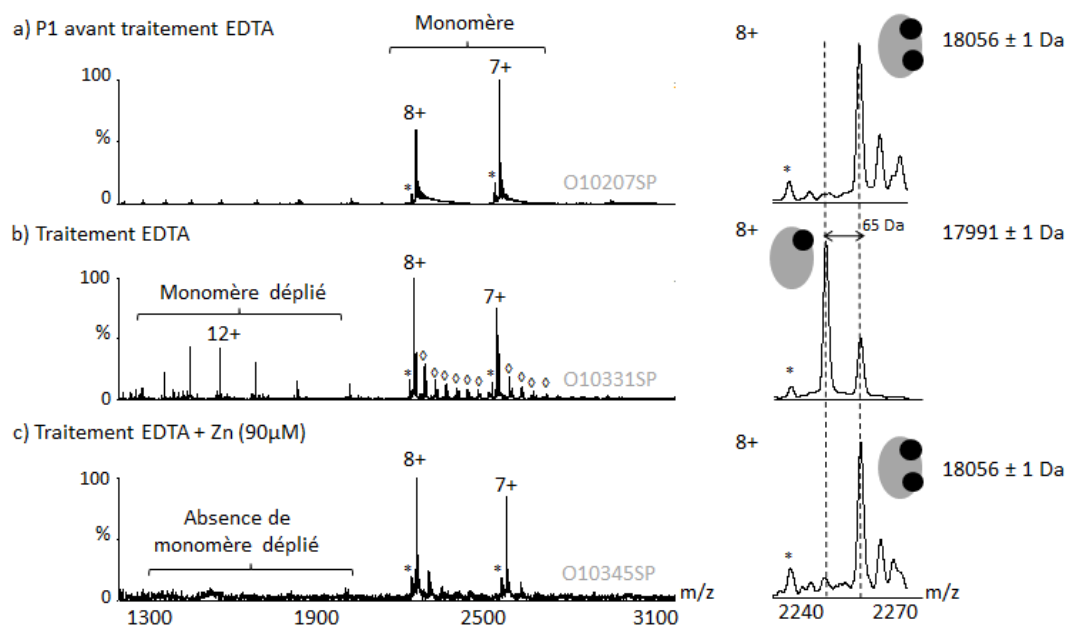 a) P1 avant traitement EDTA
Monomère
8+
18056 ± 1 Da
100
%
0
8+
7+
*
*
O10207SP
*
b) Traitement EDTA
8+
65 Da
17991 ± 1 Da
100
%
0
Monomère déplié
12+
8+
7+
*
◊ ◊ ◊ ◊ ◊ ◊
*
◊ ◊ ◊ ◊
O10331SP
*
c) Traitement EDTA + Zn (90µM)
8+
18056 ± 1 Da
100
%
0
Absence de
monomère déplié
8+
7+
*
*
O10345SP
*
1300 1900 2500 3100 m/z
2240 2270 m/z